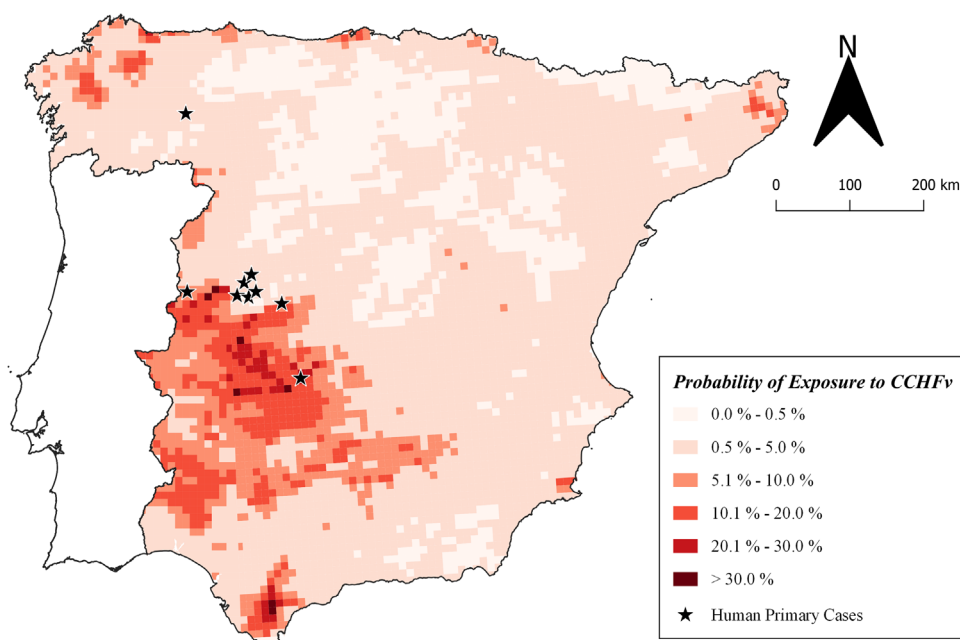 N
0 100 200 km
Probability of Exposure to CCHFv
0.0 % - 0.5 %
0.5 % - 5.0 %
5.1 % - 10.0 %
10.1 % - 20.0 %
20.1 % - 30.0 %
> 30.0 %
Human Primary Cases